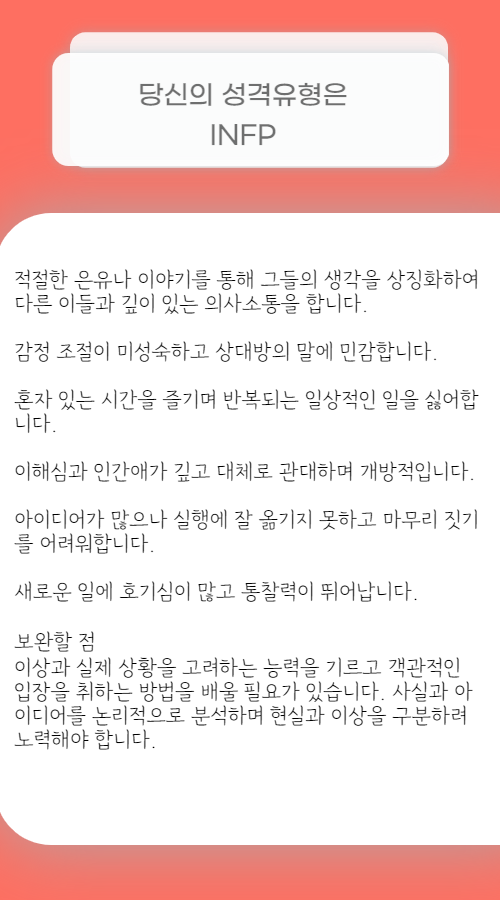 당신의 성격유형은
INFP
적절한 은유나 이야기를 통해 그들의 생각을 상징화하여
다른 이들과 깊이 있는 의사소통을 합니다.
감정 조절이 미성숙하고 상대방의 말에 민감합니다.
혼자 있는 시간을 즐기며 반복되는 일상적인 일을 싫어합
니다.
이해심과 인간애가 깊고 대체로 관대하며 개방적입니다.
아이디어가 많으나 실행에 잘 옮기지 못하고 마무리 짓기
를 어려워합니다.
새로운 일에 호기심이 많고 통찰력이 뛰어납니다.
보완할 점
이상과 실제 상황을 고려하는 능력을 기르고 객관적인
입장을 취하는 방법을 배울 필요가 있습니다. 사실과 아
이디어를 논리적으로 분석하며 현실과 이상을 구분하려
노력해야 합니다.